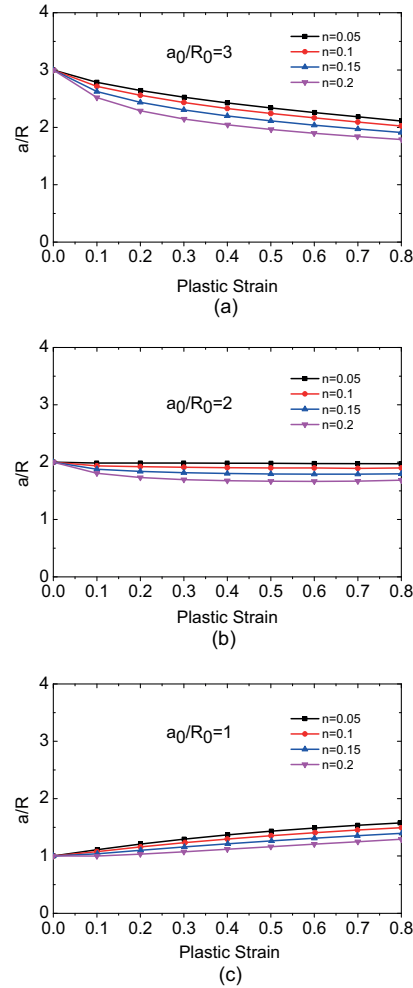 4
a0/R0=3
n=0.05
n=0.1
3
n=0.15
n=0.2
a/R
2
1
0
0.0 0.1 0.2 0.3 0.4 0.5 0.6 0.7 0.8
Plastic Strain
(a)
4
n=0.05
a0/R0=2
n=0.1
3
n=0.15
n=0.2
a/R
2
1
0
0.0 0.1 0.2 0.3 0.4 0.5 0.6 0.7 0.8
Plastic Strain
(b)
4
n=0.05
a0/R0=1
n=0.1
3
n=0.15
n=0.2
a/R
2
1
0
0.0 0.1 0.2 0.3 0.4 0.5 0.6 0.7 0.8
Plastic Strain
(c)